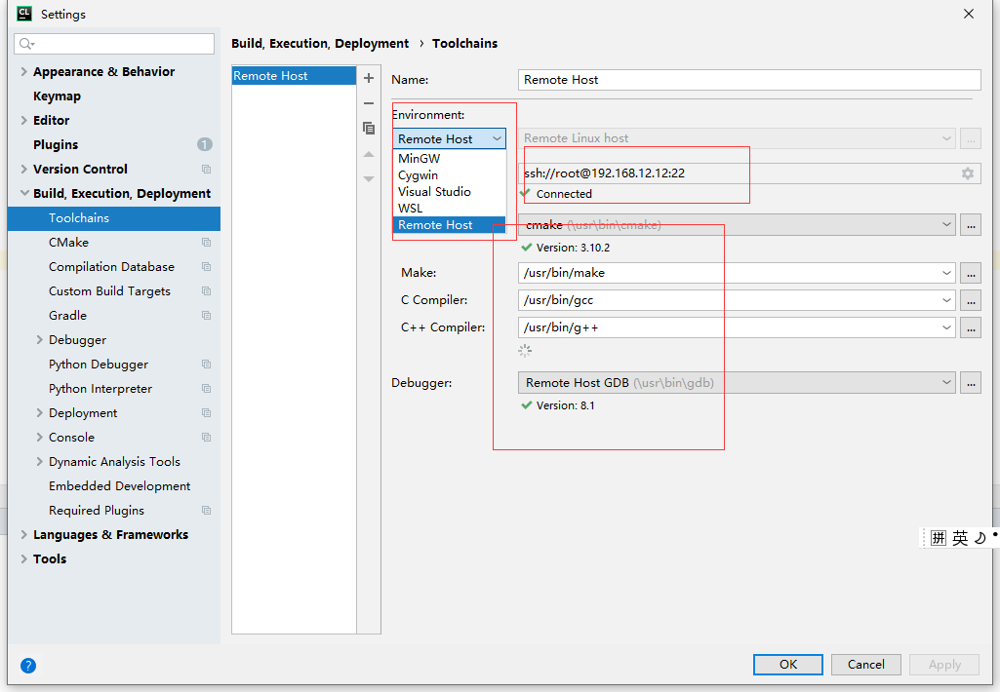 CL Settings
Build, Execution, Deployment › Toolchains
Appearance & Behavior
Keymap
Editor
Plugins 1
Version Control
Build, Execution, Deployment
Toolchains
CMake
Compilation Database
Custom Build Targets
Gradle
Debugger
Python Debugger
Python Interpreter
Deployment
Console
Dynamic Analysis Tools
Embedded Development
Required Plugins
Languages & Frameworks
Tools
Remote Host
Name: Remote Host
Environment:
Remote Host Remote Linux host ...
MinGW
Cygwin
Visual Studio
WSL
Remote Host
ssh://root@192.168.12.12:22
Connected
cmake (\usr\bin\cmake) ...
Version: 3.10.2
Make: /usr/bin/make ...
C Compiler: /usr/bin/gcc ...
C++ Compiler: /usr/bin/g++ ...
Debugger: Remote Host GDB (\usr\bin\gdb) ...
Version: 8.1
拼 英
? OK Cancel Apply